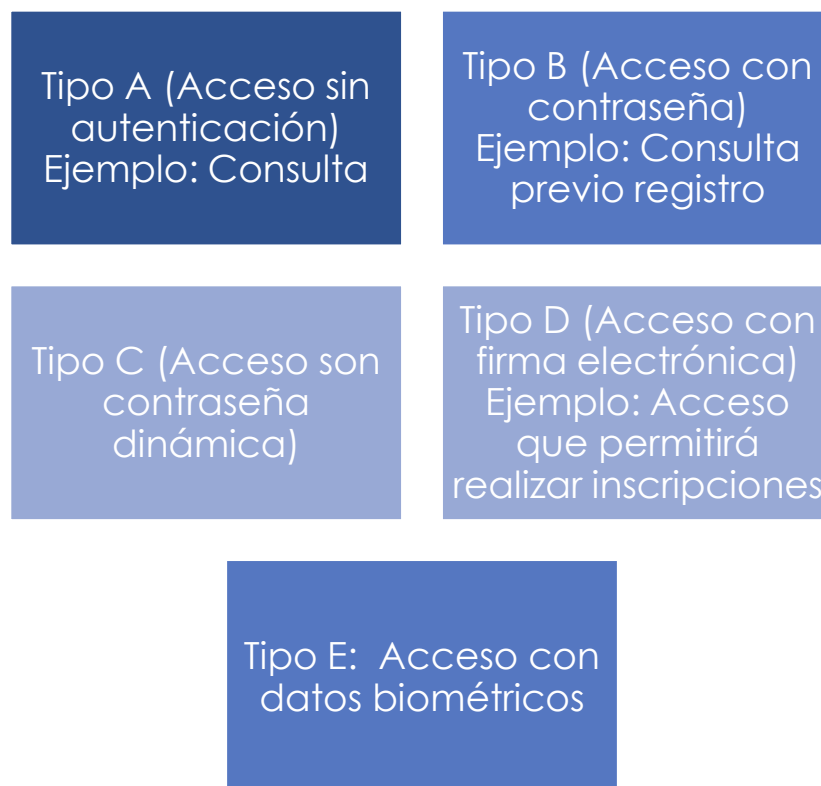 Tipo A (Acceso sin
autenticación)
Ejemplo: Consulta
Tipo B (Acceso con
contraseña)
Ejemplo: Consulta
previo registro
Tipo C (Acceso son
contraseña
dinámica)
Tipo D (Acceso con
firma electrónica)
Ejemplo: Acceso
que permitirá
realizar inscripciones
Tipo E:  Acceso con
datos biométricos